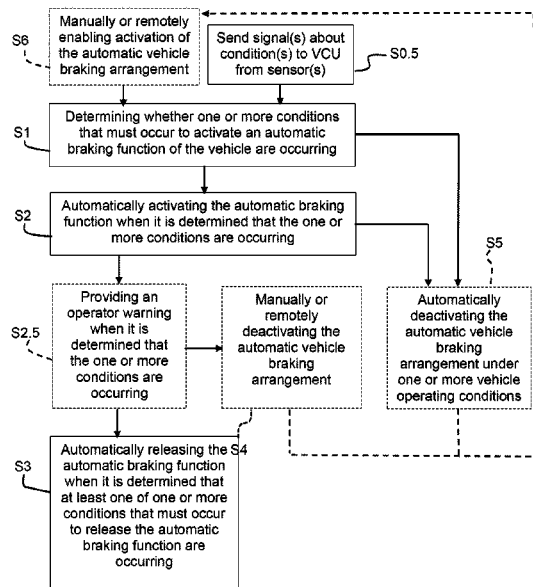 S6
Manually or remotely
enabling activation of
the automatic vehicle
braking arrangement
Send signal(s) about
condition(s) to VCU
from sensor(s)
S0.5
S1
Determining whether one or more conditions
that must occur to activate an automatic
braking function of the vehicle are occurring
S2
Automatically activating the automatic braking
function when it is determined that the one or
more conditions are occurring
S2.5
Providing an
operator warning
when it is
determined that
the one or more
conditions are
occurring
Manually or
remotely
deactivating the
automatic vehicle
braking
arrangement
S5
Automatically
deactivating the
automatic vehicle
braking
arrangement under
one or more vehicle
operating conditions
S3
Automatically releasing the
automatic braking function
when it is determined that
at least one of one or more
conditions that must occur
to release the automatic
braking function are
occurring
S4